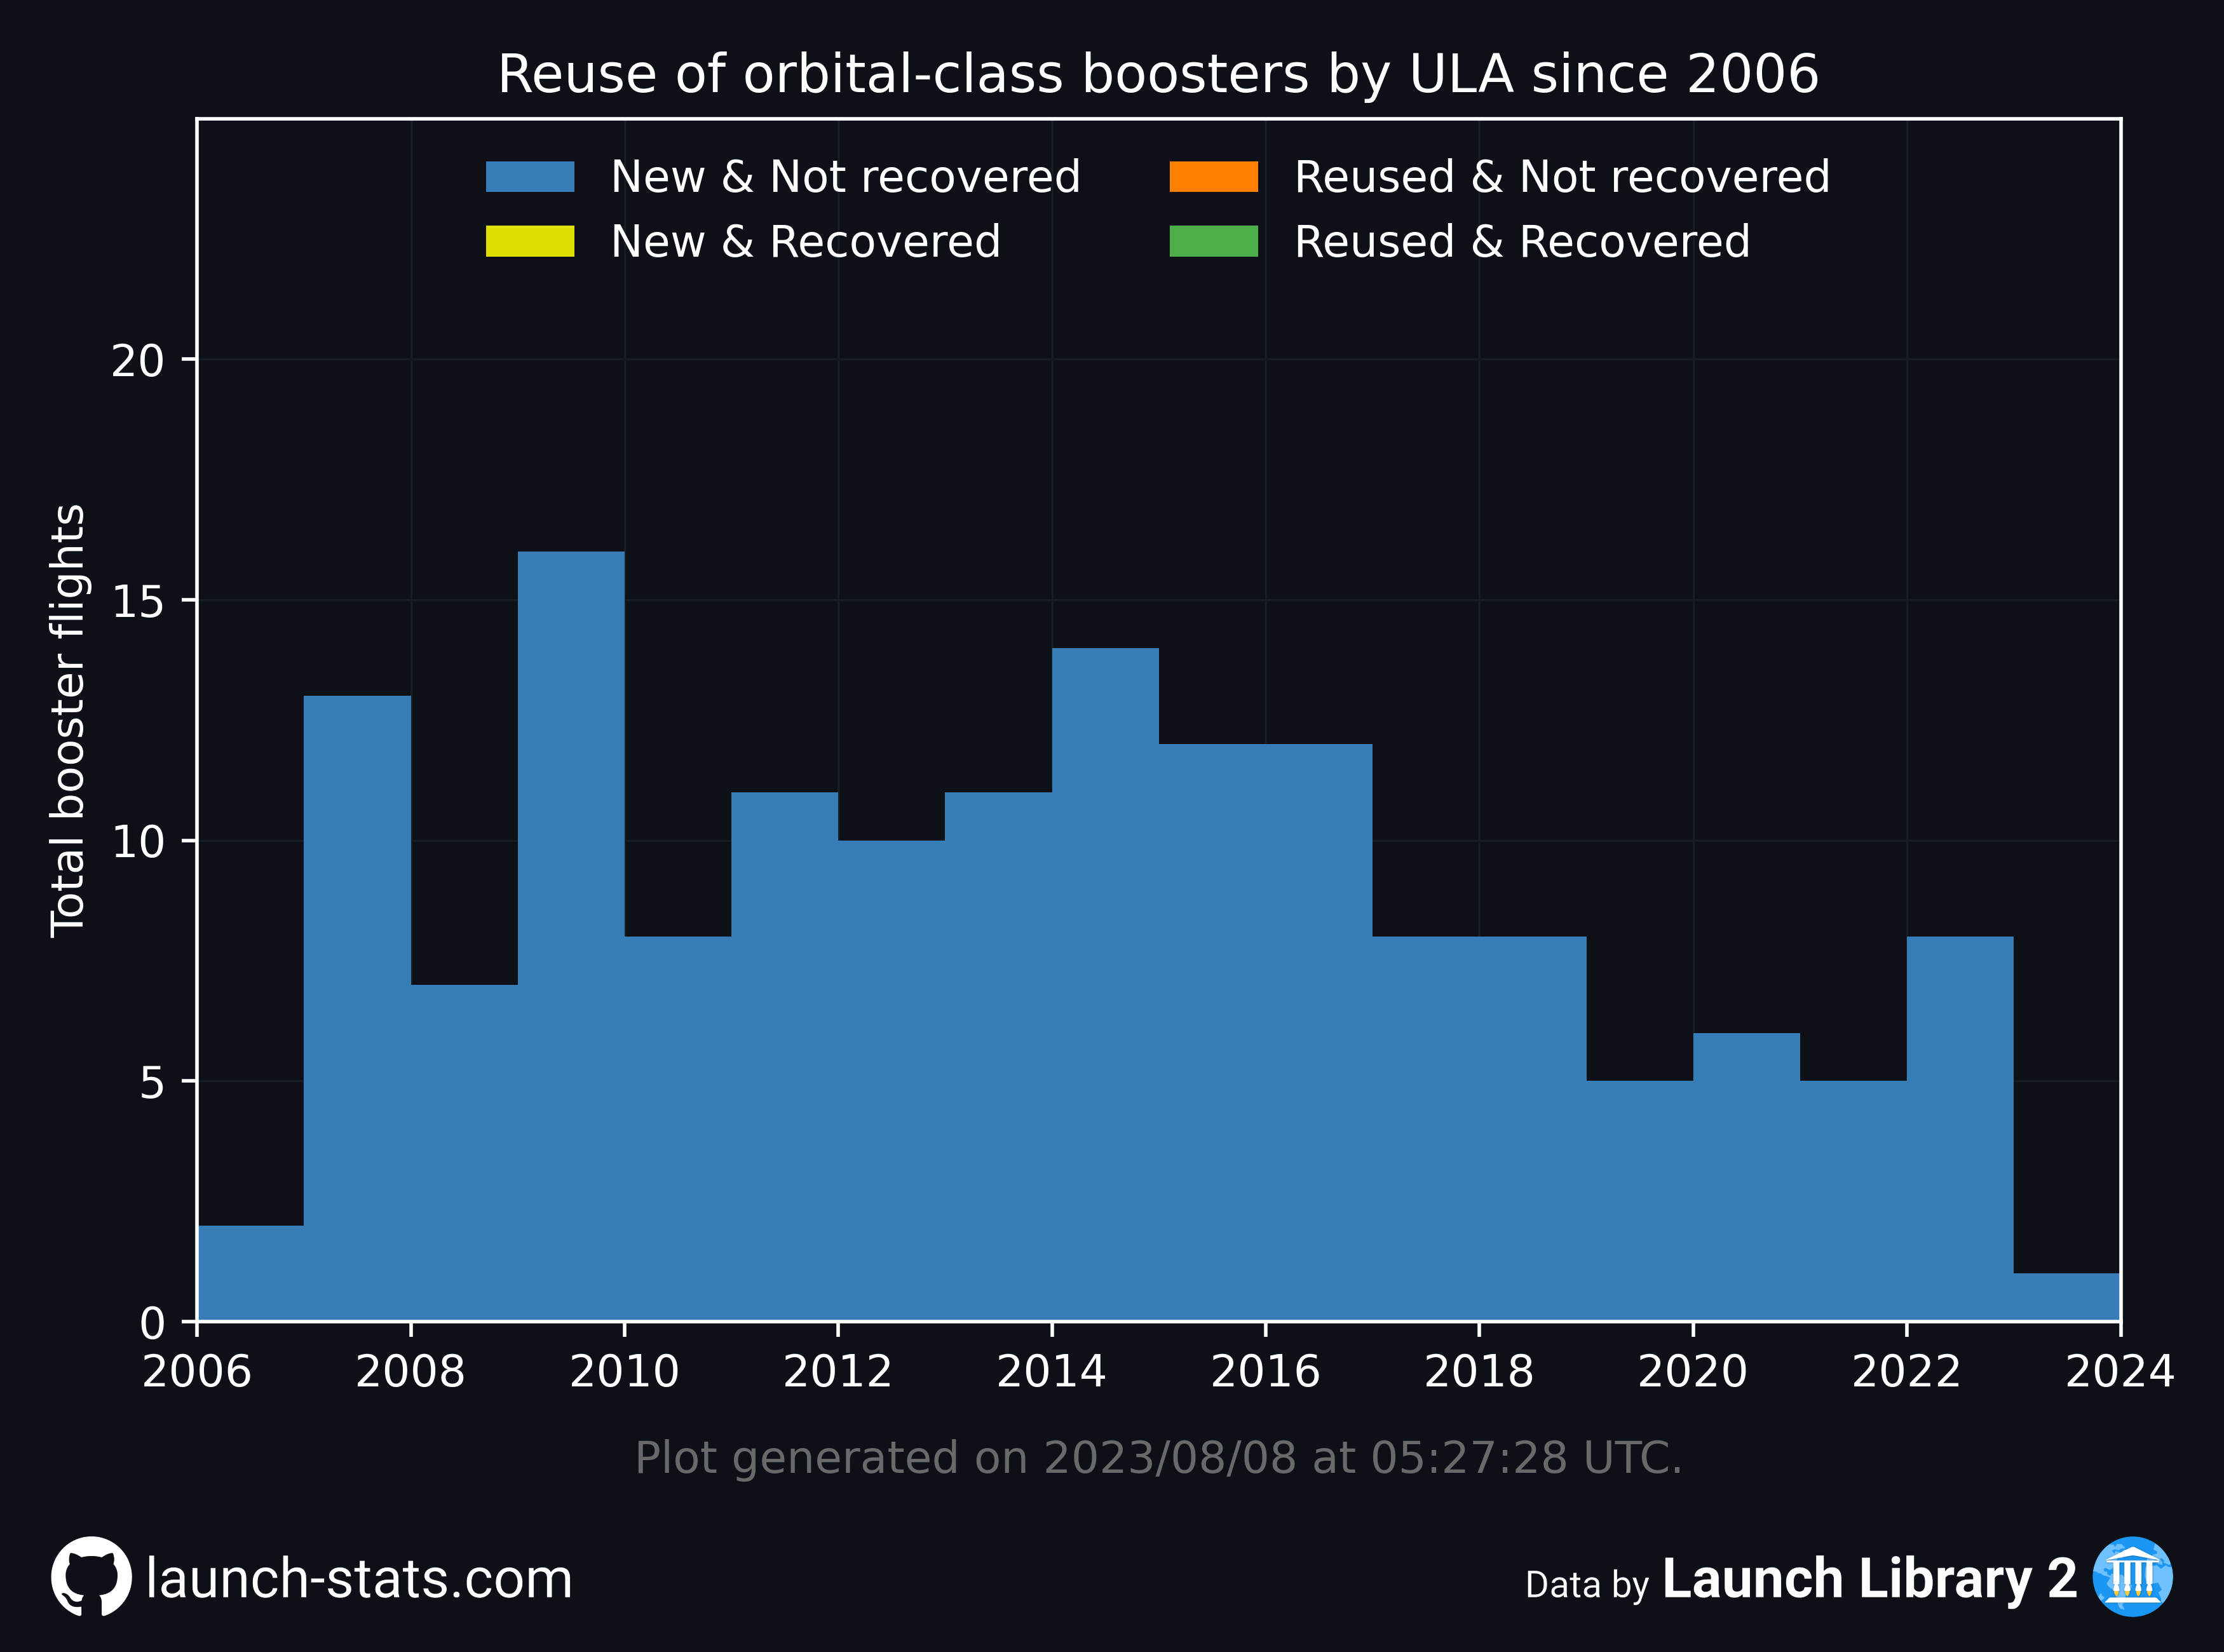 Reuse of orbital-class boosters by ULA since 2006
New & Not recovered
New & Recovered
Reused & Not recovered
Reused & Recovered
Total booster flights
20
15
10
5
0
2006 2008 2010 2012 2014 2016 2018 2020 2022 2024
Plot generated on 2023/08/08 at 05:27:28 UTC.
launch-stats.com
Data by Launch Library 2